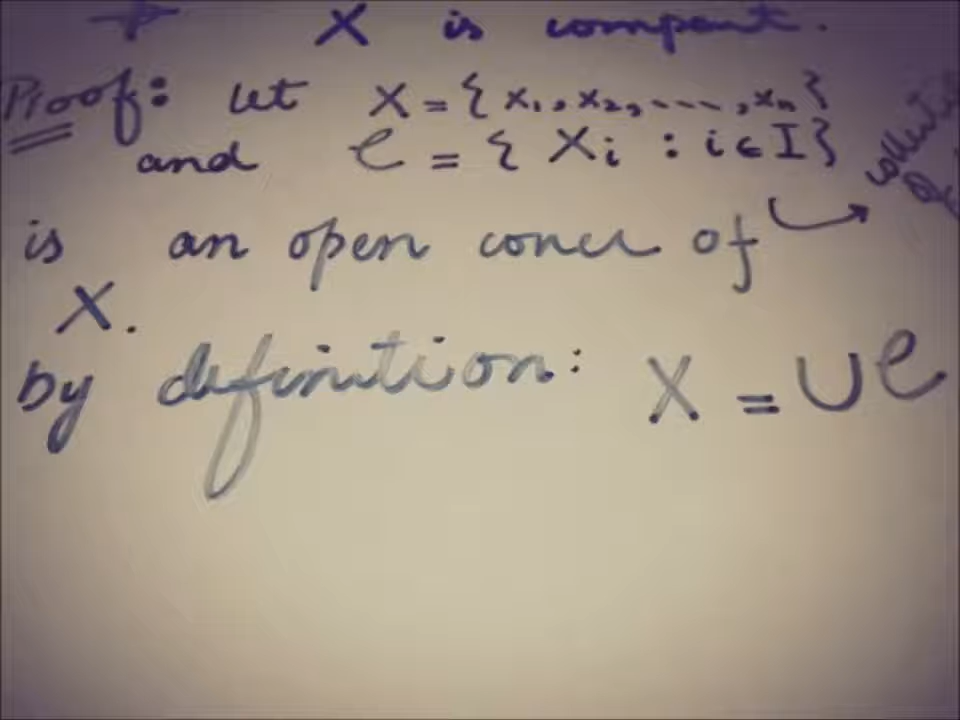 X is compact.
Proof: let X = { x₁, x₂, ---, xₙ }
and 𝒞 = { Xᵢ : i ∈ I }
is an open cover of
X.
by definition: X = ∪ 𝒞